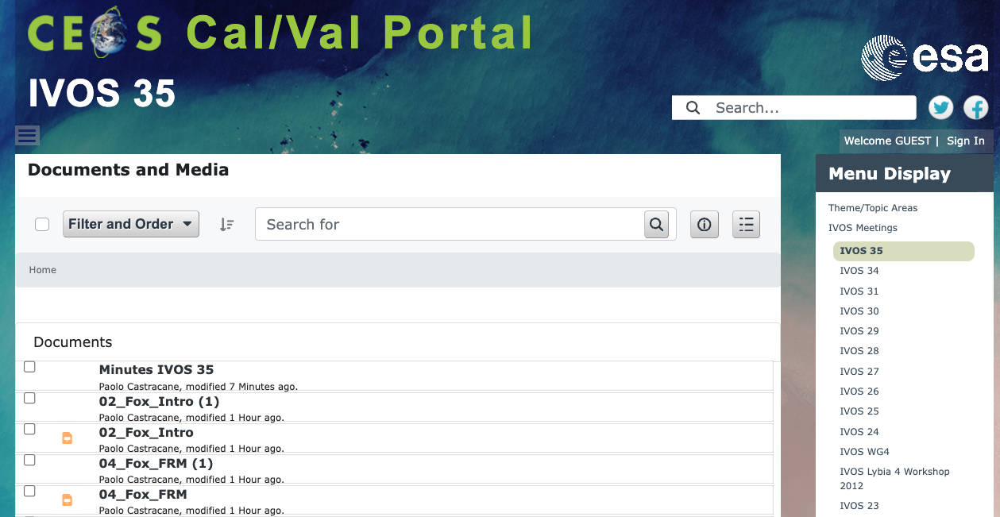 CEOS Cal/Val Portal
esa
IVOS 35
Search...
Welcome GUEST | Sign In
Documents and Media
Filter and Order
Search for
Home
Documents
Minutes IVOS 35
Paolo Castracane, modified 7 Minutes ago.
02_Fox_Intro (1)
Paolo Castracane, modified 1 Hour ago.
02_Fox_Intro
Paolo Castracane, modified 1 Hour ago.
04_Fox_FRM (1)
Paolo Castracane, modified 1 Hour ago.
04_Fox_FRM
Paolo Castracane, modified 1 Hour ago.
Menu Display
Theme/Topic Areas
IVOS Meetings
IVOS 35
IVOS 34
IVOS 31
IVOS 30
IVOS 29
IVOS 28
IVOS 27
IVOS 26
IVOS 25
IVOS 24
IVOS WG4
IVOS Lybia 4 Workshop
2012
IVOS 23